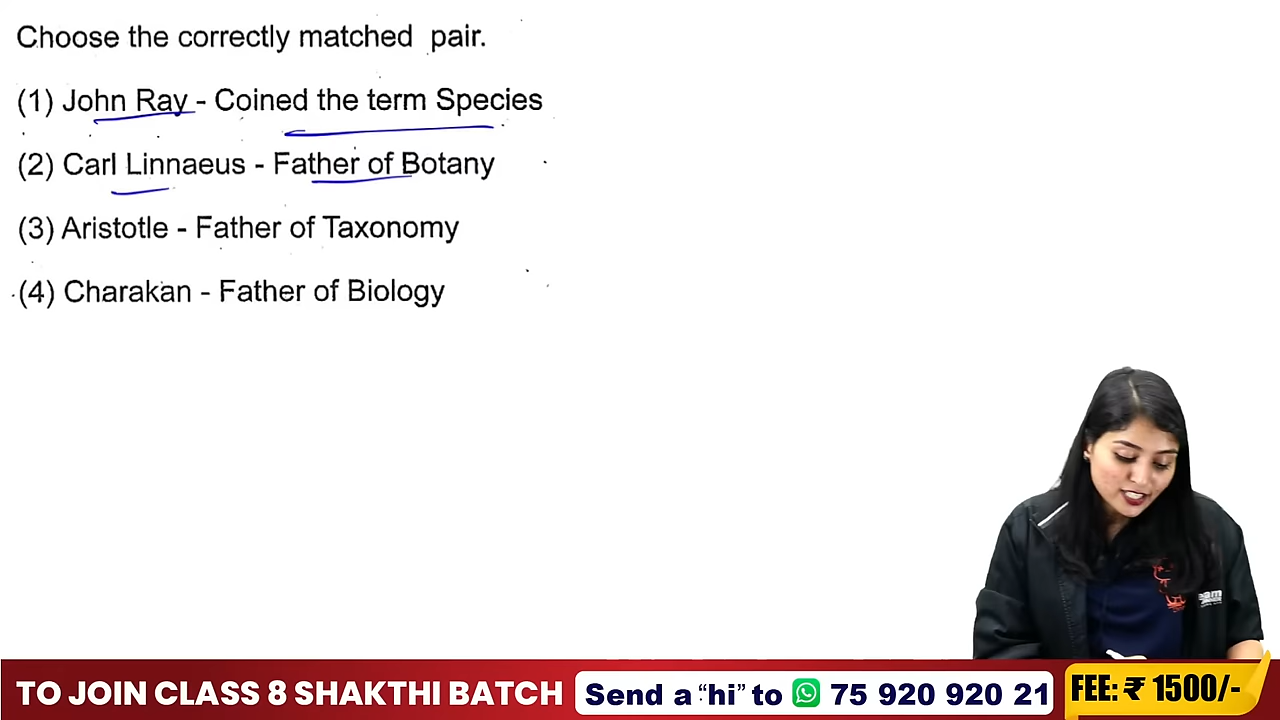 Choose the correctly matched pair.
(1) John Ray - Coined the term Species
(2) Carl Linnaeus - Father of Botany
(3) Aristotle - Father of Taxonomy
(4) Charakan - Father of Biology
TO JOIN CLASS 8 SHAKTHI BATCH
Send a “hi” to 75 920 920 21
FEE: ₹ 1500/-